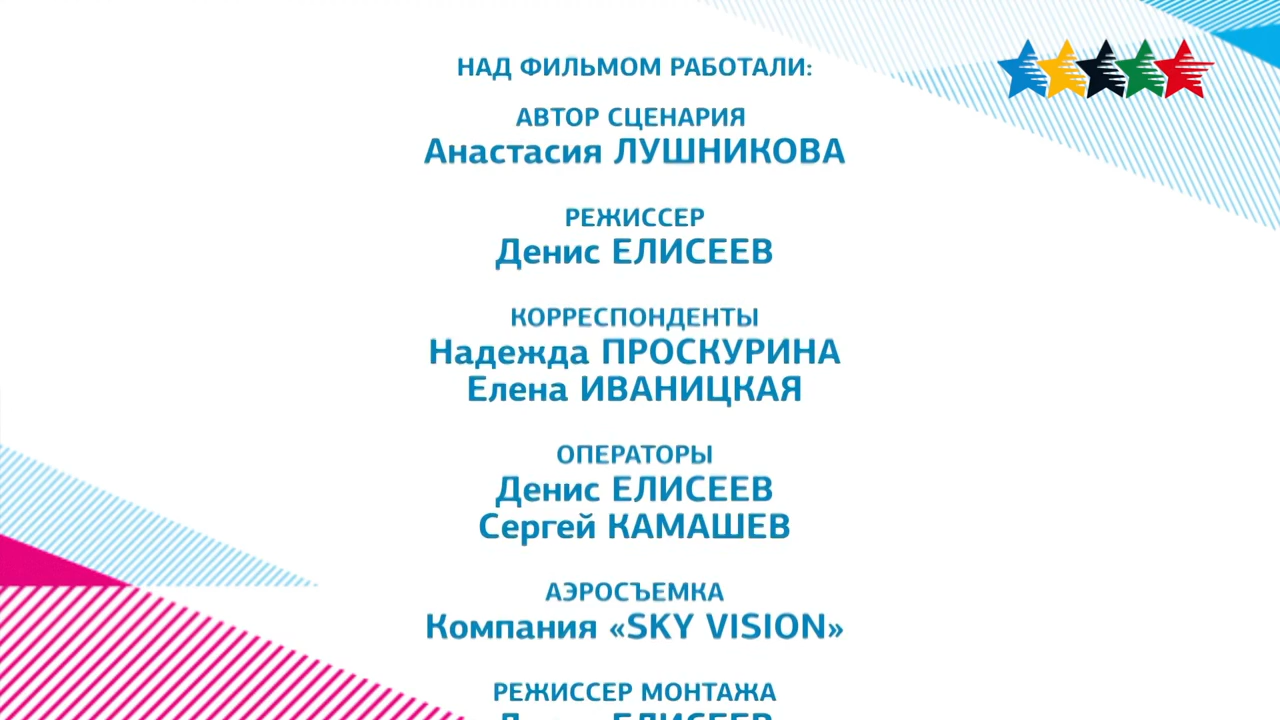 НАД ФИЛЬМОМ РАБОТАЛИ:
АВТОР СЦЕНАРИЯ
Анастасия ЛУШНИКОВА
РЕЖИССЕР
Денис ЕЛИСЕЕВ
КОРРЕСПОНДЕНТЫ
Надежда ПРОСКУРИНА
Елена ИВАНИЦКАЯ
ОПЕРАТОРЫ
Денис ЕЛИСЕЕВ
Сергей КАМАШЕВ
АЭРОСЪЕМКА
Компания «SKY VISION»
РЕЖИССЕР МОНТАЖА